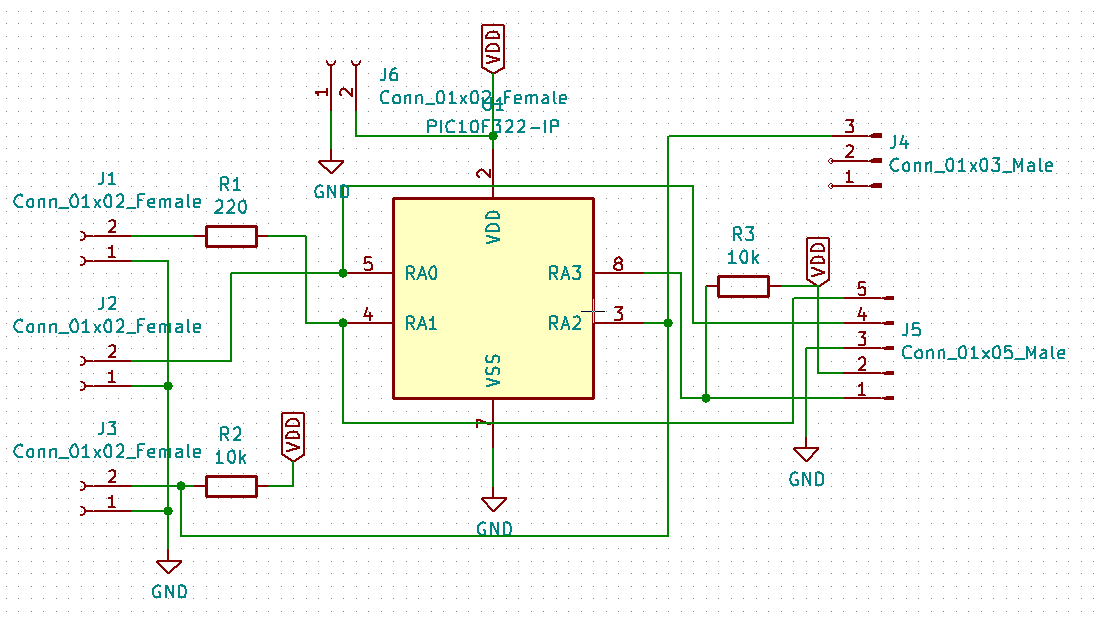 VDD
J6
Conn_01x02_Female
1
2
U1
PIC10F322-IP
GND
2
3
2
1
J4
Conn_01x03_Male
J1
Conn_01x02_Female
2
1
R1
220
VDD
5
RA0
RA3
8
4
RA1
RA2
3
VSS
7
GND
R3
10k
VDD
5
4
3
2
1
J5
Conn_01x05_Male
GND
J2
Conn_01x02_Female
2
1
J3
Conn_01x02_Female
2
1
R2
10k
VDD
GND